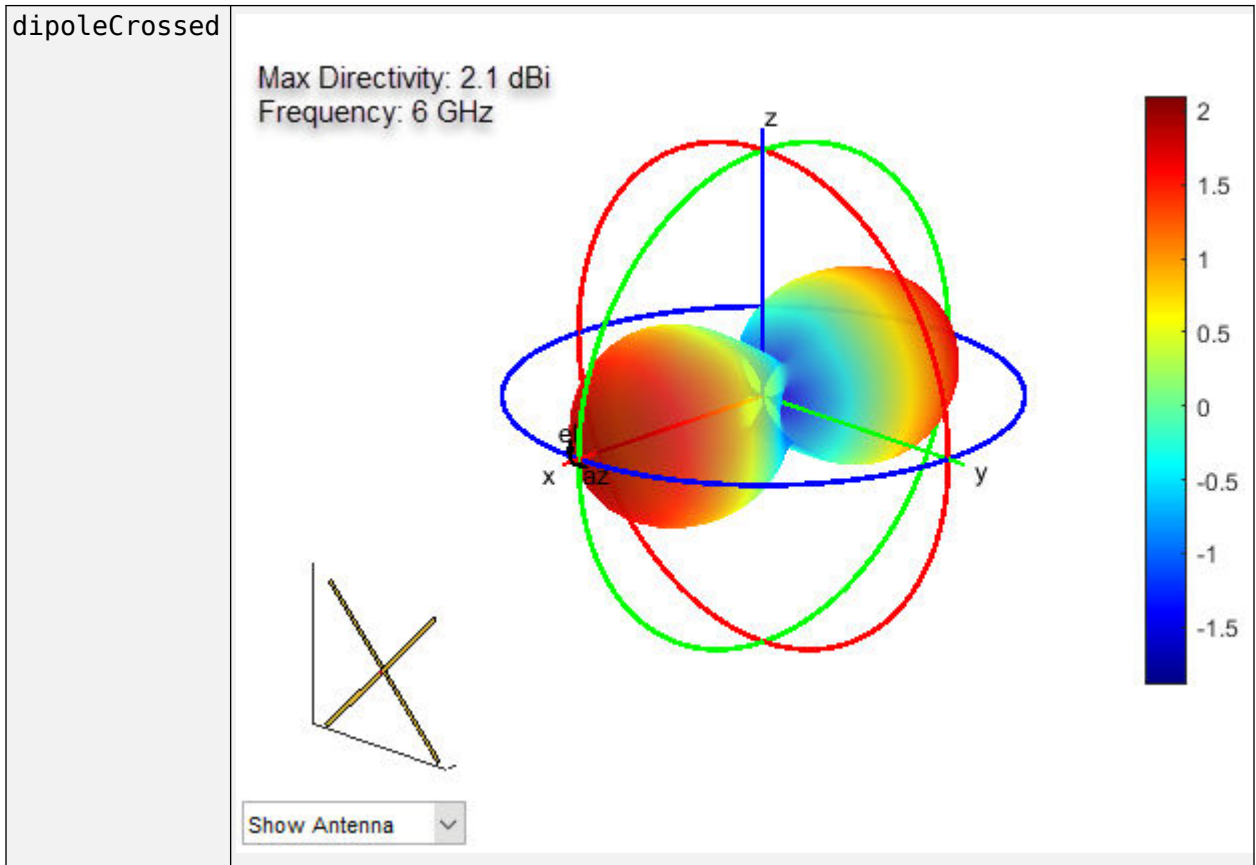 dipoleCrossed
Max Directivity: 2.1 dBi
Frequency: 6 GHz
z
2
1.5
1
0.5
0
-0.5
-1
-1.5
x
az
y
Show Antenna